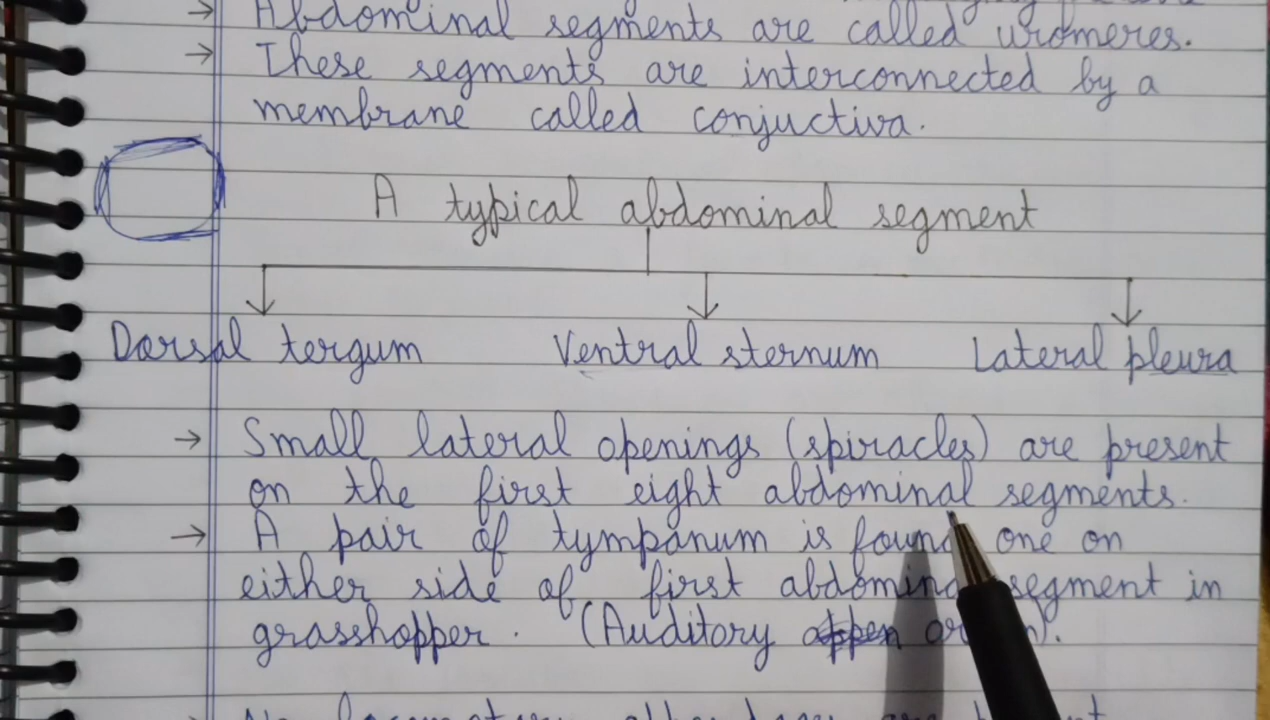 → Abdominal segments are called uromeres.
→ These segments are interconnected by a
membrane called conjuctiva.
A typical abdominal segment
Dorsal tergum Ventral sternum Lateral pleura
→ Small lateral openings (spiracles) are present
on the first eight abdominal segments.
→ A pair of tympanum is found one on
either side of first abdominal segment in
grasshopper. (Auditory